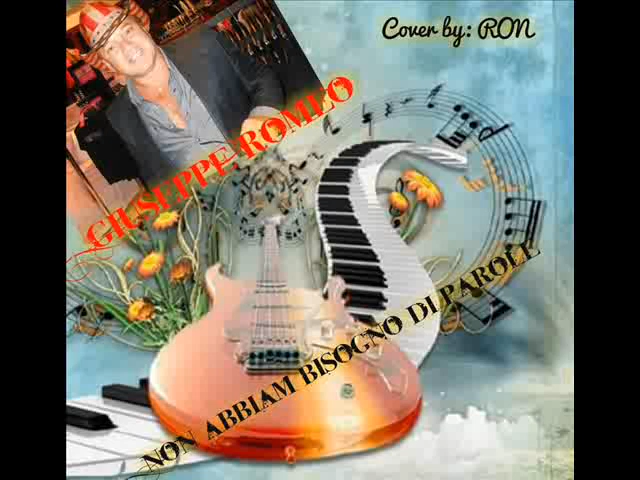 Cover by: RON
GIUSEPPE ROMEO
NON ABBIAM BISOGNO DI PAROLE